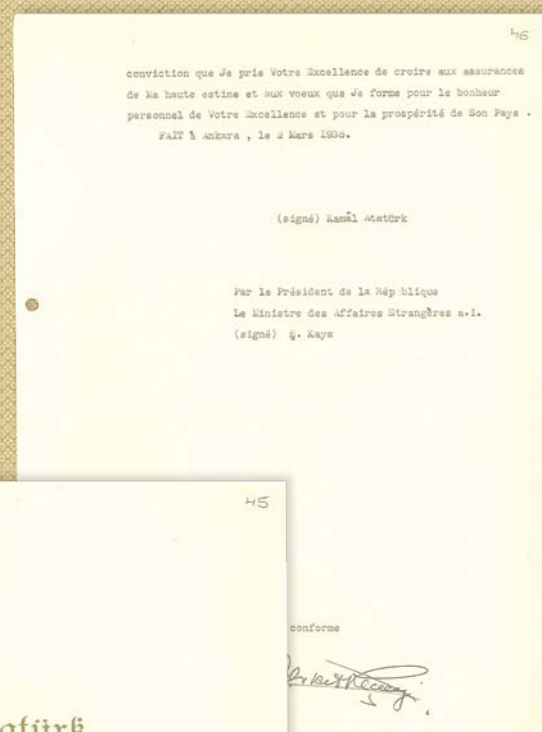 46
conviction que Je prie Votre Excellence de croire aux assurances
de Ma haute estime et aux voeux que Je forme pour le bonheur
personnel de Votre Excellence et pour la prospérité de Son Pays .
FAIT à Ankara , le 2 Mars 1936.
(signé) Kamâl Atatürk
Par le Président de la Rép blique
Le Ministre des Affaires Etrangères a.i.
(signé) Ş. Kaya
conforme
45
atürk